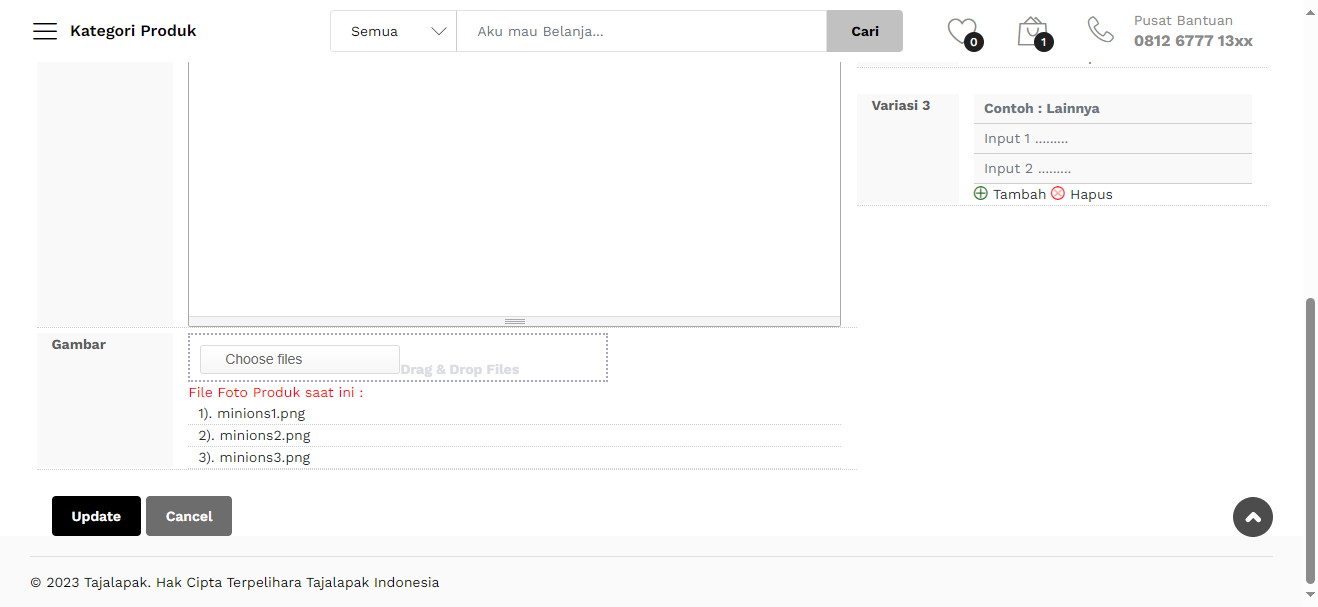 Kategori Produk
Semua
Aku mau Belanja...
Cari
0
1
Pusat Bantuan
0812 6777 13xx
Variasi 3
Contoh : Lainnya
Input 1 .........
Input 2 .........
Tambah Hapus
Gambar
Choose files
Drag & Drop Files
File Foto Produk saat ini :
1). minions1.png
2). minions2.png
3). minions3.png
Update
Cancel
© 2023 Tajalapak. Hak Cipta Terpelihara Tajalapak Indonesia